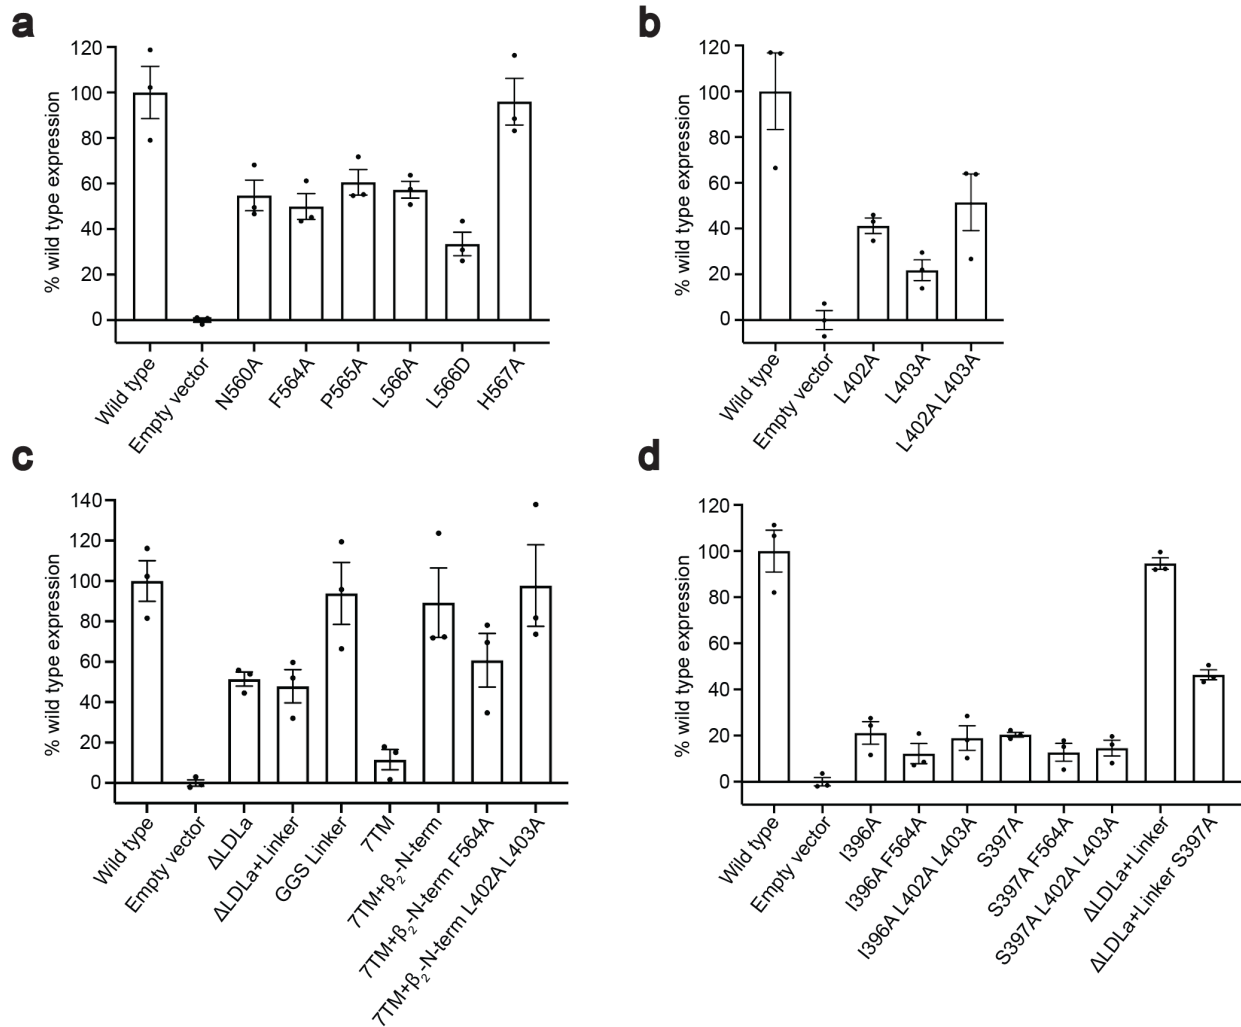 a
% wild type expression
120
100
80
60
40
20
0
Wild type
Empty vector
N560A
F564A
P565A
L566A
L566D
H567A
b
% wild type expression
120
100
80
60
40
20
0
Wild type
Empty vector
L402A
L403A
L402A L403A
c
% wild type expression
140
120
100
80
60
40
20
0
Wild type
Empty vector
ΔLDLa
ΔLDLa+Linker
GGS Linker
7TM
7TM+β₂-N-term
7TM+β₂-N-term F564A
7TM+β₂-N-term L402A L403A
d
% wild type expression
120
100
80
60
40
20
0
Wild type
Empty vector
I396A
I396A F564A
I396A L402A L403A
S397A
S397A F564A
S397A L402A L403A
ΔLDLa+Linker
ΔLDLa+Linker S397A